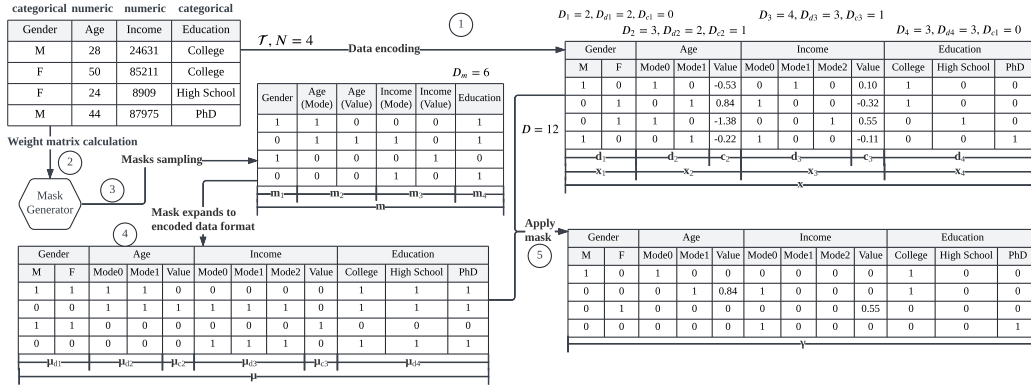 categorical numeric numeric categorical
Gender Age Income Education
M 28 24631 College
F 50 85211 College
F 24 8909 High School
M 44 87975 PhD
𝒯, N = 4
1
Data encoding
D₁ = 2, D_d1 = 2, D_c1 = 0
D₂ = 3, D_d2 = 2, D_c2 = 1
D₃ = 4, D_d3 = 3, D_c3 = 1
D₄ = 3, D_d4 = 3, D_c1 = 0
Gender Age Income Education
M F Mode0 Mode1 Value Mode0 Mode1 Mode2 Value College High School PhD
1 0 1 0 -0.53 0 1 0 0.10 1 0 0
0 1 0 1 0.84 1 0 0 -0.32 1 0 0
0 1 0 1 -1.38 0 0 1 0.55 0 1 0
1 0 0 1 -0.22 1 0 0 -0.11 0 0 1
d₁ d₂ c₂ d₃ c₃ d₄
x₁ x₂ x₃ x₄
x
D = 12
Weight matrix calculation
2
Mask
Generator
3
Masks sampling
D_m = 6
Gender Age (Mode) Age (Value) Income (Mode) Income (Value) Education
1 1 0 0 0 1
0 1 1 1 0 1
1 0 0 0 1 0
0 0 0 1 0 1
m₁ m₂ m₃ m₄
m
Mask expands to
encoded data format
4
Gender Age Income Education
M F Mode0 Mode1 Value Mode0 Mode1 Mode2 Value College High School PhD
1 1 1 1 0 0 0 0 0 1 1 1
0 0 1 1 1 1 1 1 0 1 1 1
1 1 0 0 0 0 0 0 1 0 0 0
0 0 0 0 0 1 1 1 0 1 1 1
μ_d1 μ_d2 μ_c2 μ_d3 μ_c3 μ_d4
μ
Apply
mask
5
Gender Age Income Education
M F Mode0 Mode1 Value Mode0 Mode1 Mode2 Value College High School PhD
1 0 1 0 0 0 0 0 0 1 0 0
0 0 0 1 0.84 1 0 0 0 1 0 0
0 1 0 0 0 0 0 0 0.55 0 0 0
0 0 0 0 0 1 0 0 0 0 0 1
y